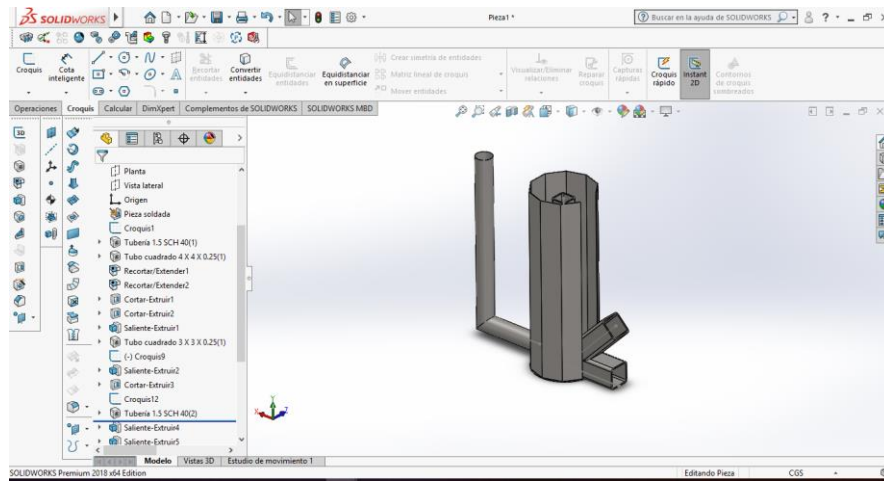 SOLIDWORKS
Pieza1 *
Buscar en la ayuda de SOLIDWORKS
Croquis
Cota inteligente
Recortar entidades
Convertir entidades
Equidistanciar entidades
Equidistanciar en superficie
Crear simetría de entidades
Matriz lineal de croquis
Mover entidades
Visualizar/Eliminar relaciones
Reparar croquis
Capturas rápidas
Croquis rápido
Instant 2D
Contornos de croquis sombreados
Operaciones Croquis Calcular DimXpert Complementos de SOLIDWORKS SOLIDWORKS MBD
Planta
Vista lateral
Origen
Pieza soldada
Croquis1
Tubería 1.5 SCH 40(1)
Tubo cuadrado 4 X 4 X 0.25(1)
Recortar/Extender1
Recortar/Extender2
Cortar-Extruir1
Cortar-Extruir2
Saliente-Extruir1
Tubo cuadrado 3 X 3 X 0.25(1)
(-) Croquis9
Saliente-Extruir2
Cortar-Extruir3
Croquis12
Tubería 1.5 SCH 40(2)
Saliente-Extruir4
Saliente-Extruir5
Modelo Vistas 3D Estudio de movimiento 1
SOLIDWORKS Premium 2018 x64 Edition
Editando Pieza
CGS